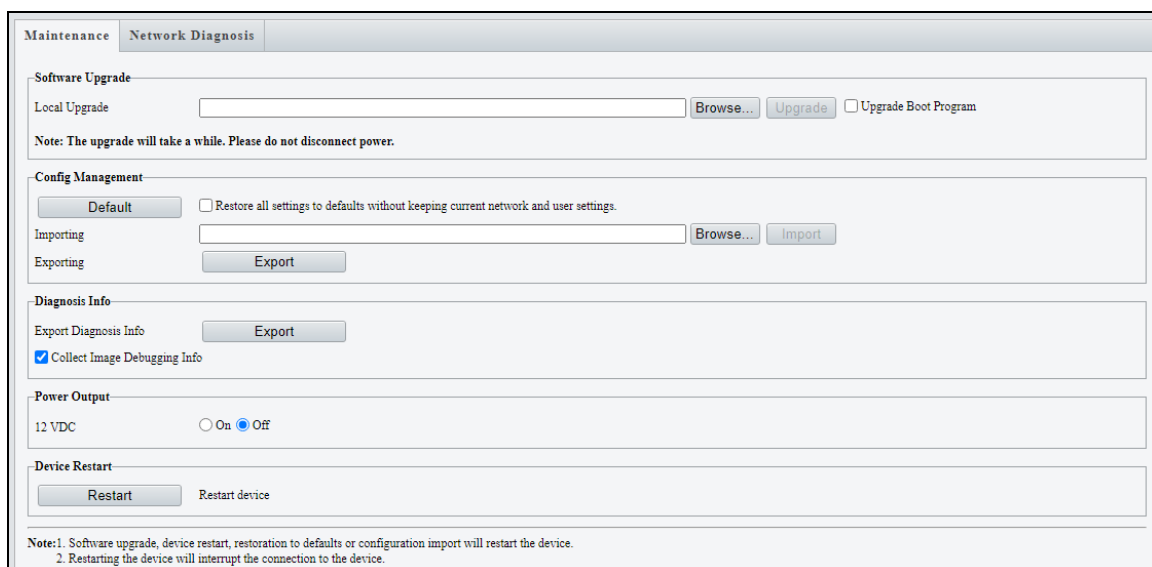 Maintenance Network Diagnosis
Software Upgrade
Local Upgrade Browse... Upgrade Upgrade Boot Program
Note: The upgrade will take a while. Please do not disconnect power.
Config Management
Default Restore all settings to defaults without keeping current network and user settings.
Importing Browse... Import
Exporting Export
Diagnosis Info
Export Diagnosis Info Export
Collect Image Debugging Info
Power Output
12 VDC On Off
Device Restart
Restart Restart device
Note:1. Software upgrade, device restart, restoration to defaults or configuration import will restart the device.
2. Restarting the device will interrupt the connection to the device.